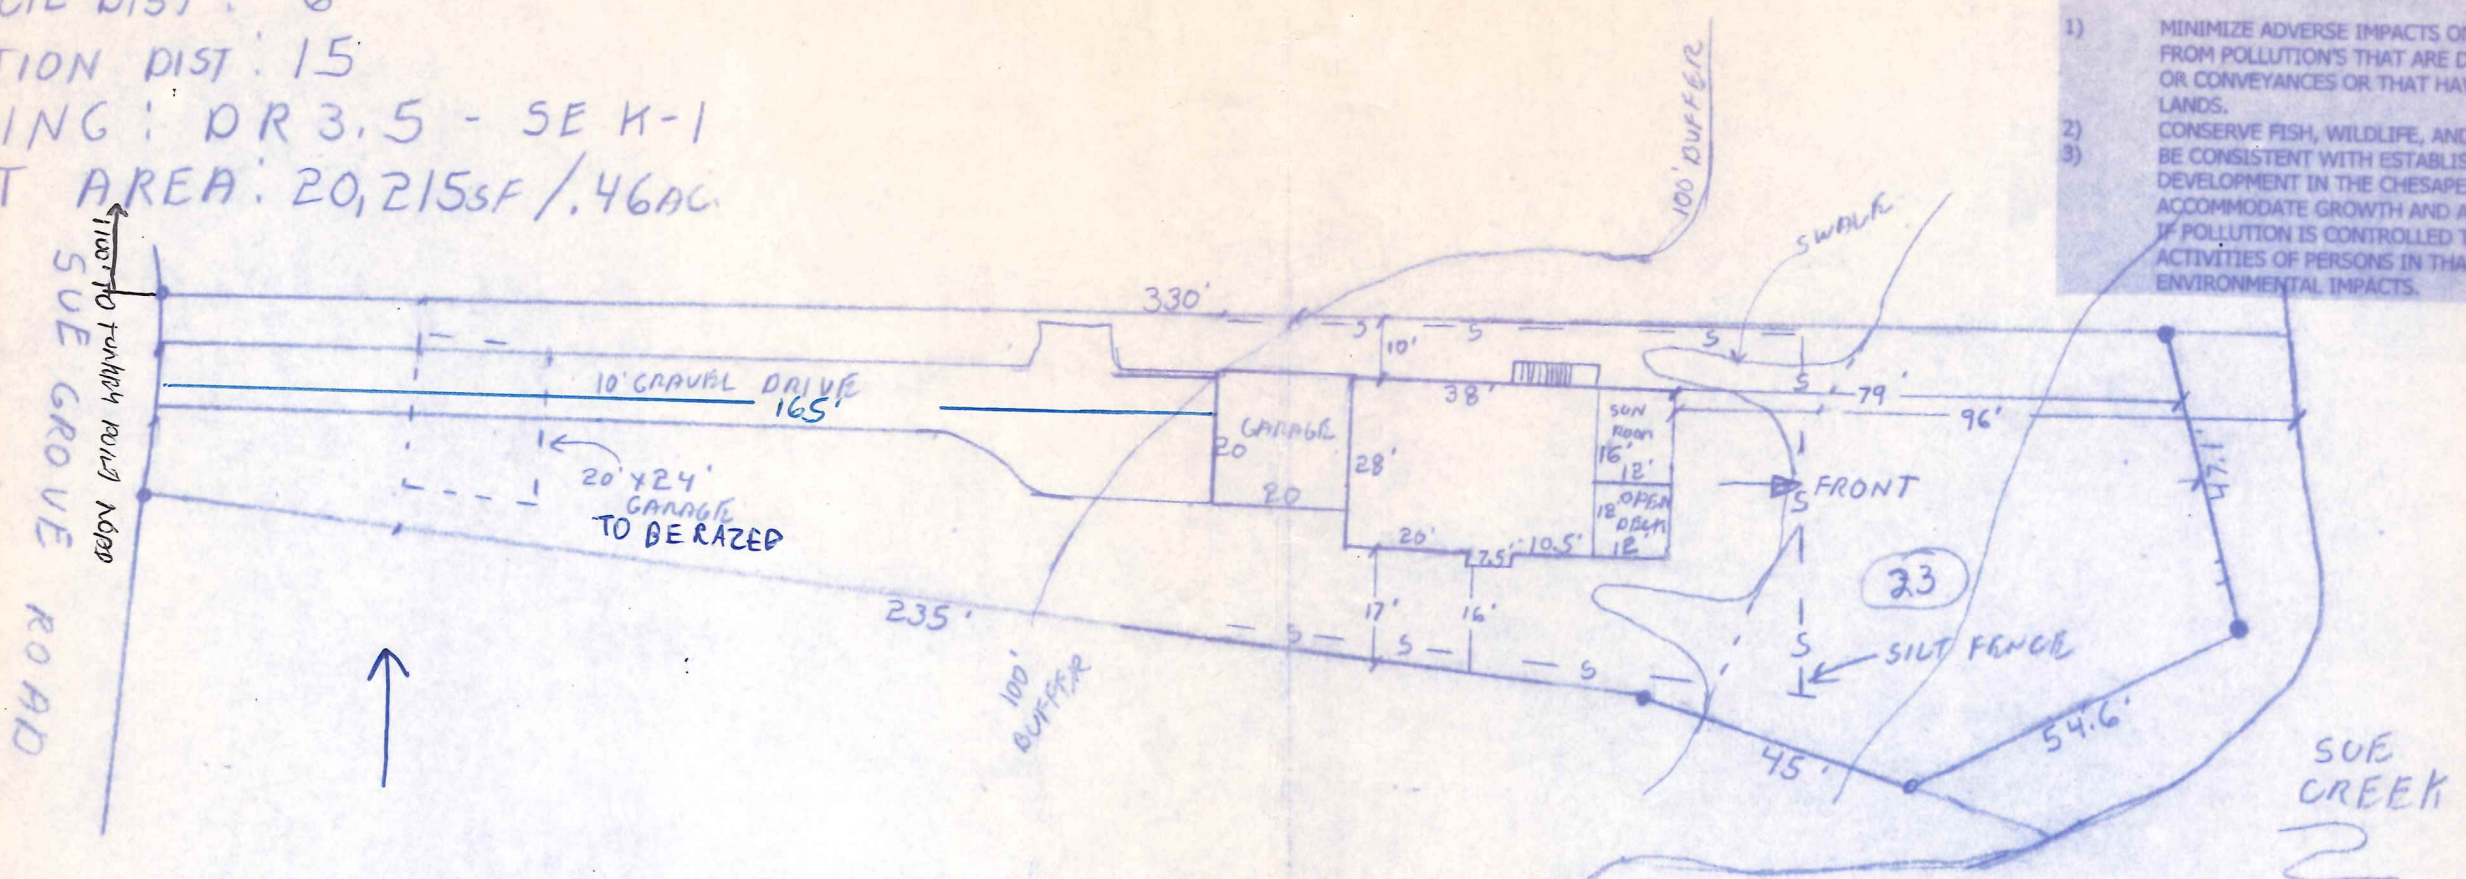 DIST: 6
TION DIST: 15
ING: DR 3.5 - SE K-1
T AREA: 20,215SF /.46AC.
1) MINIMIZE ADVERSE IMPACTS O
FROM POLLUTION'S THAT ARE D
OR CONVEYANCES OR THAT HA
LANDS.
2) CONSERVE FISH, WILDLIFE, AND
3) BE CONSISTENT WITH ESTABLIS
DEVELOPMENT IN THE CHESAPE
ACCOMMODATE GROWTH AND A
IF POLLUTION IS CONTROLLED T
ACTIVITIES OF PERSONS IN THA
ENVIRONMENTAL IMPACTS.
100' BUFFER
SWALE
SUE GROVE ROAD
1100' TO TURKEY POINT ROAD
330'
10'
S
S
S
S
10' GRAVEL DRIVE
165'
20'X24'
GARAGE
TO BE RAZED
GARAGE
20
20
28'
38'
SUN
ROOM
16'
12'
18' OPEN
DECK
12'
79'
96'
47.1'
FRONT
S
20'
7.5'
10.5'
17'
16'
23
235'
100'
BUFFER
S
S
S
S
SILT FENCE
45'
54.6'
SUE
CREEK